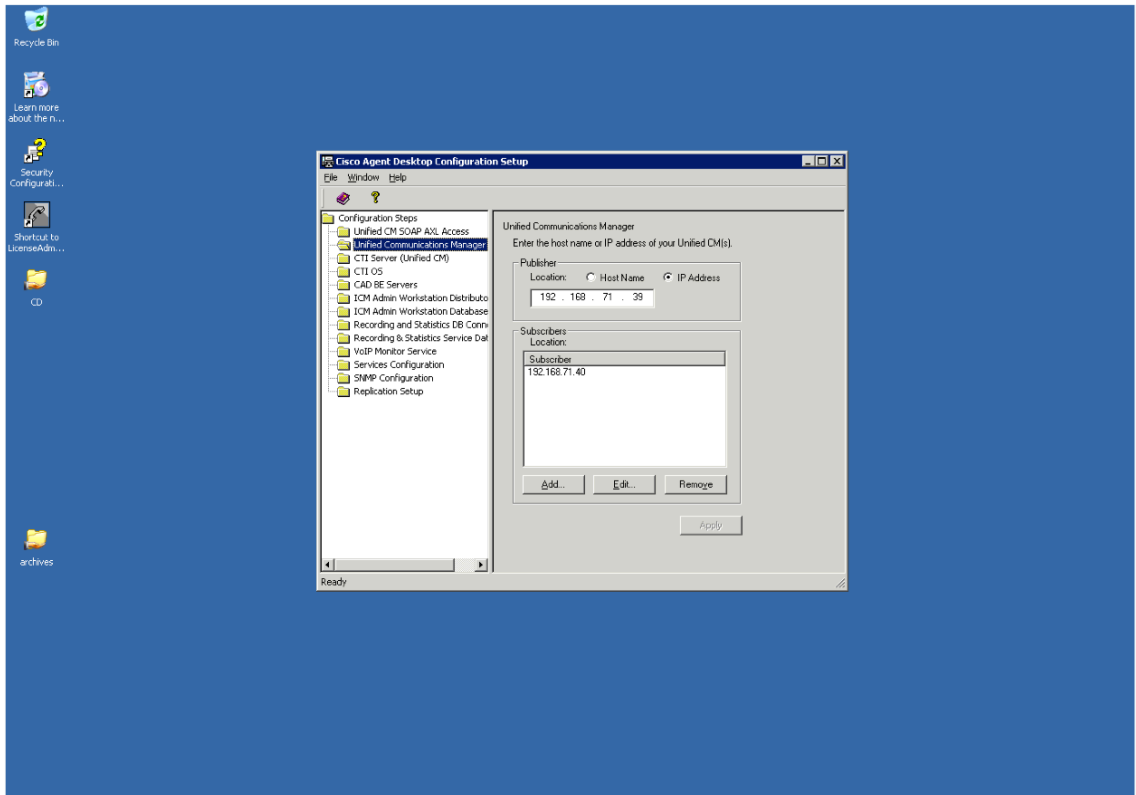 Recycle Bin
Learn more
about the n...
Security
Configurati...
Shortcut to
LicenseAdm...
CD
archives
Cisco Agent Desktop Configuration Setup
File Window Help
Configuration Steps
Unified CM SOAP AXL Access
Unified Communications Manager
CTI Server (Unified CM)
CTI OS
CAD BE Servers
ICM Admin Workstation Distributo
ICM Admin Workstation Database
Recording and Statistics DB Conn
Recording & Statistics Service Dat
VoIP Monitor Service
Services Configuration
SNMP Configuration
Replication Setup
Unified Communications Manager
Enter the host name or IP address of your Unified CM(s).
Publisher
Location: Host Name IP Address
192 . 168 . 71 . 39
Subscribers
Location:
Subscriber
192.168.71.40
Add... Edit... Remove
Apply
Ready